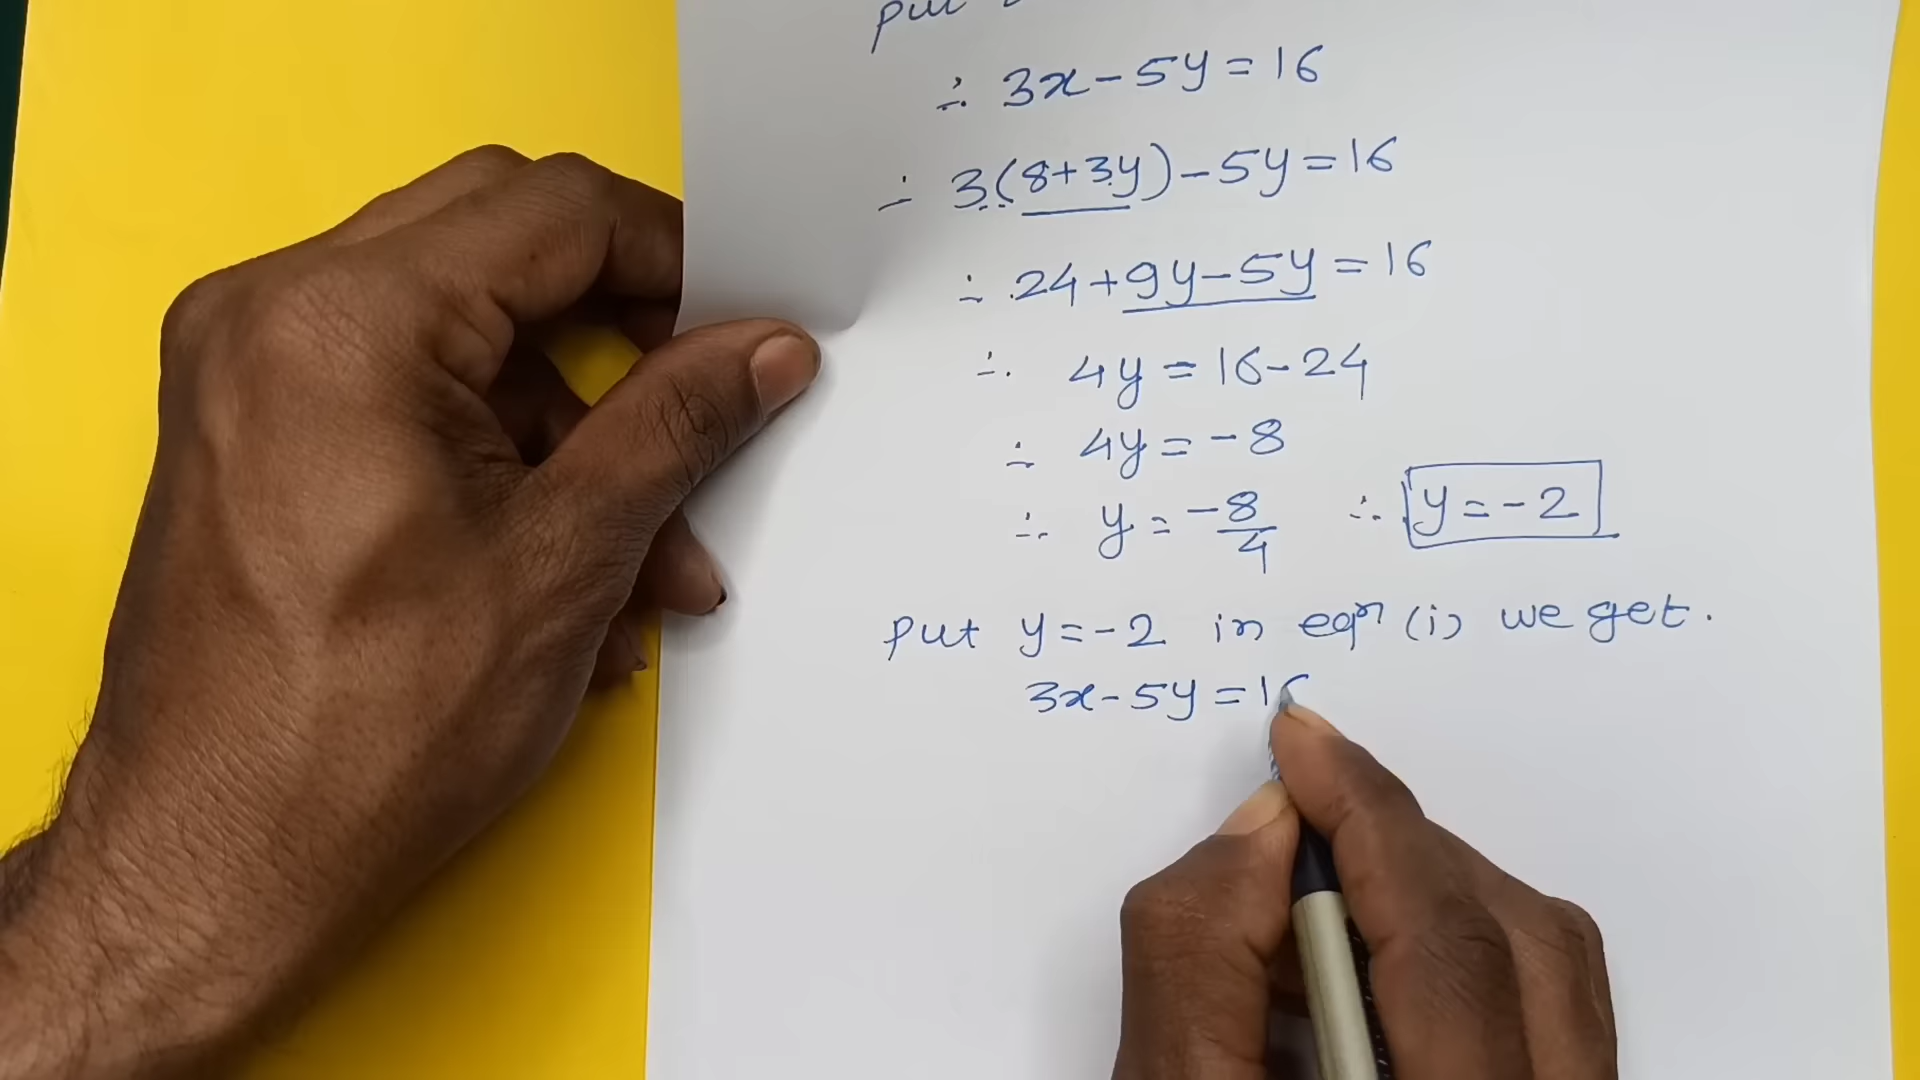 put
∴ 3x-5y=16
∴ 3(8+3y)-5y=16
∴ 24+9y-5y=16
∴ 4y=16-24
∴ 4y=-8
∴ y=-8/4 ∴ y=-2
put y=-2 in eqn (i) we get.
3x-5y=16